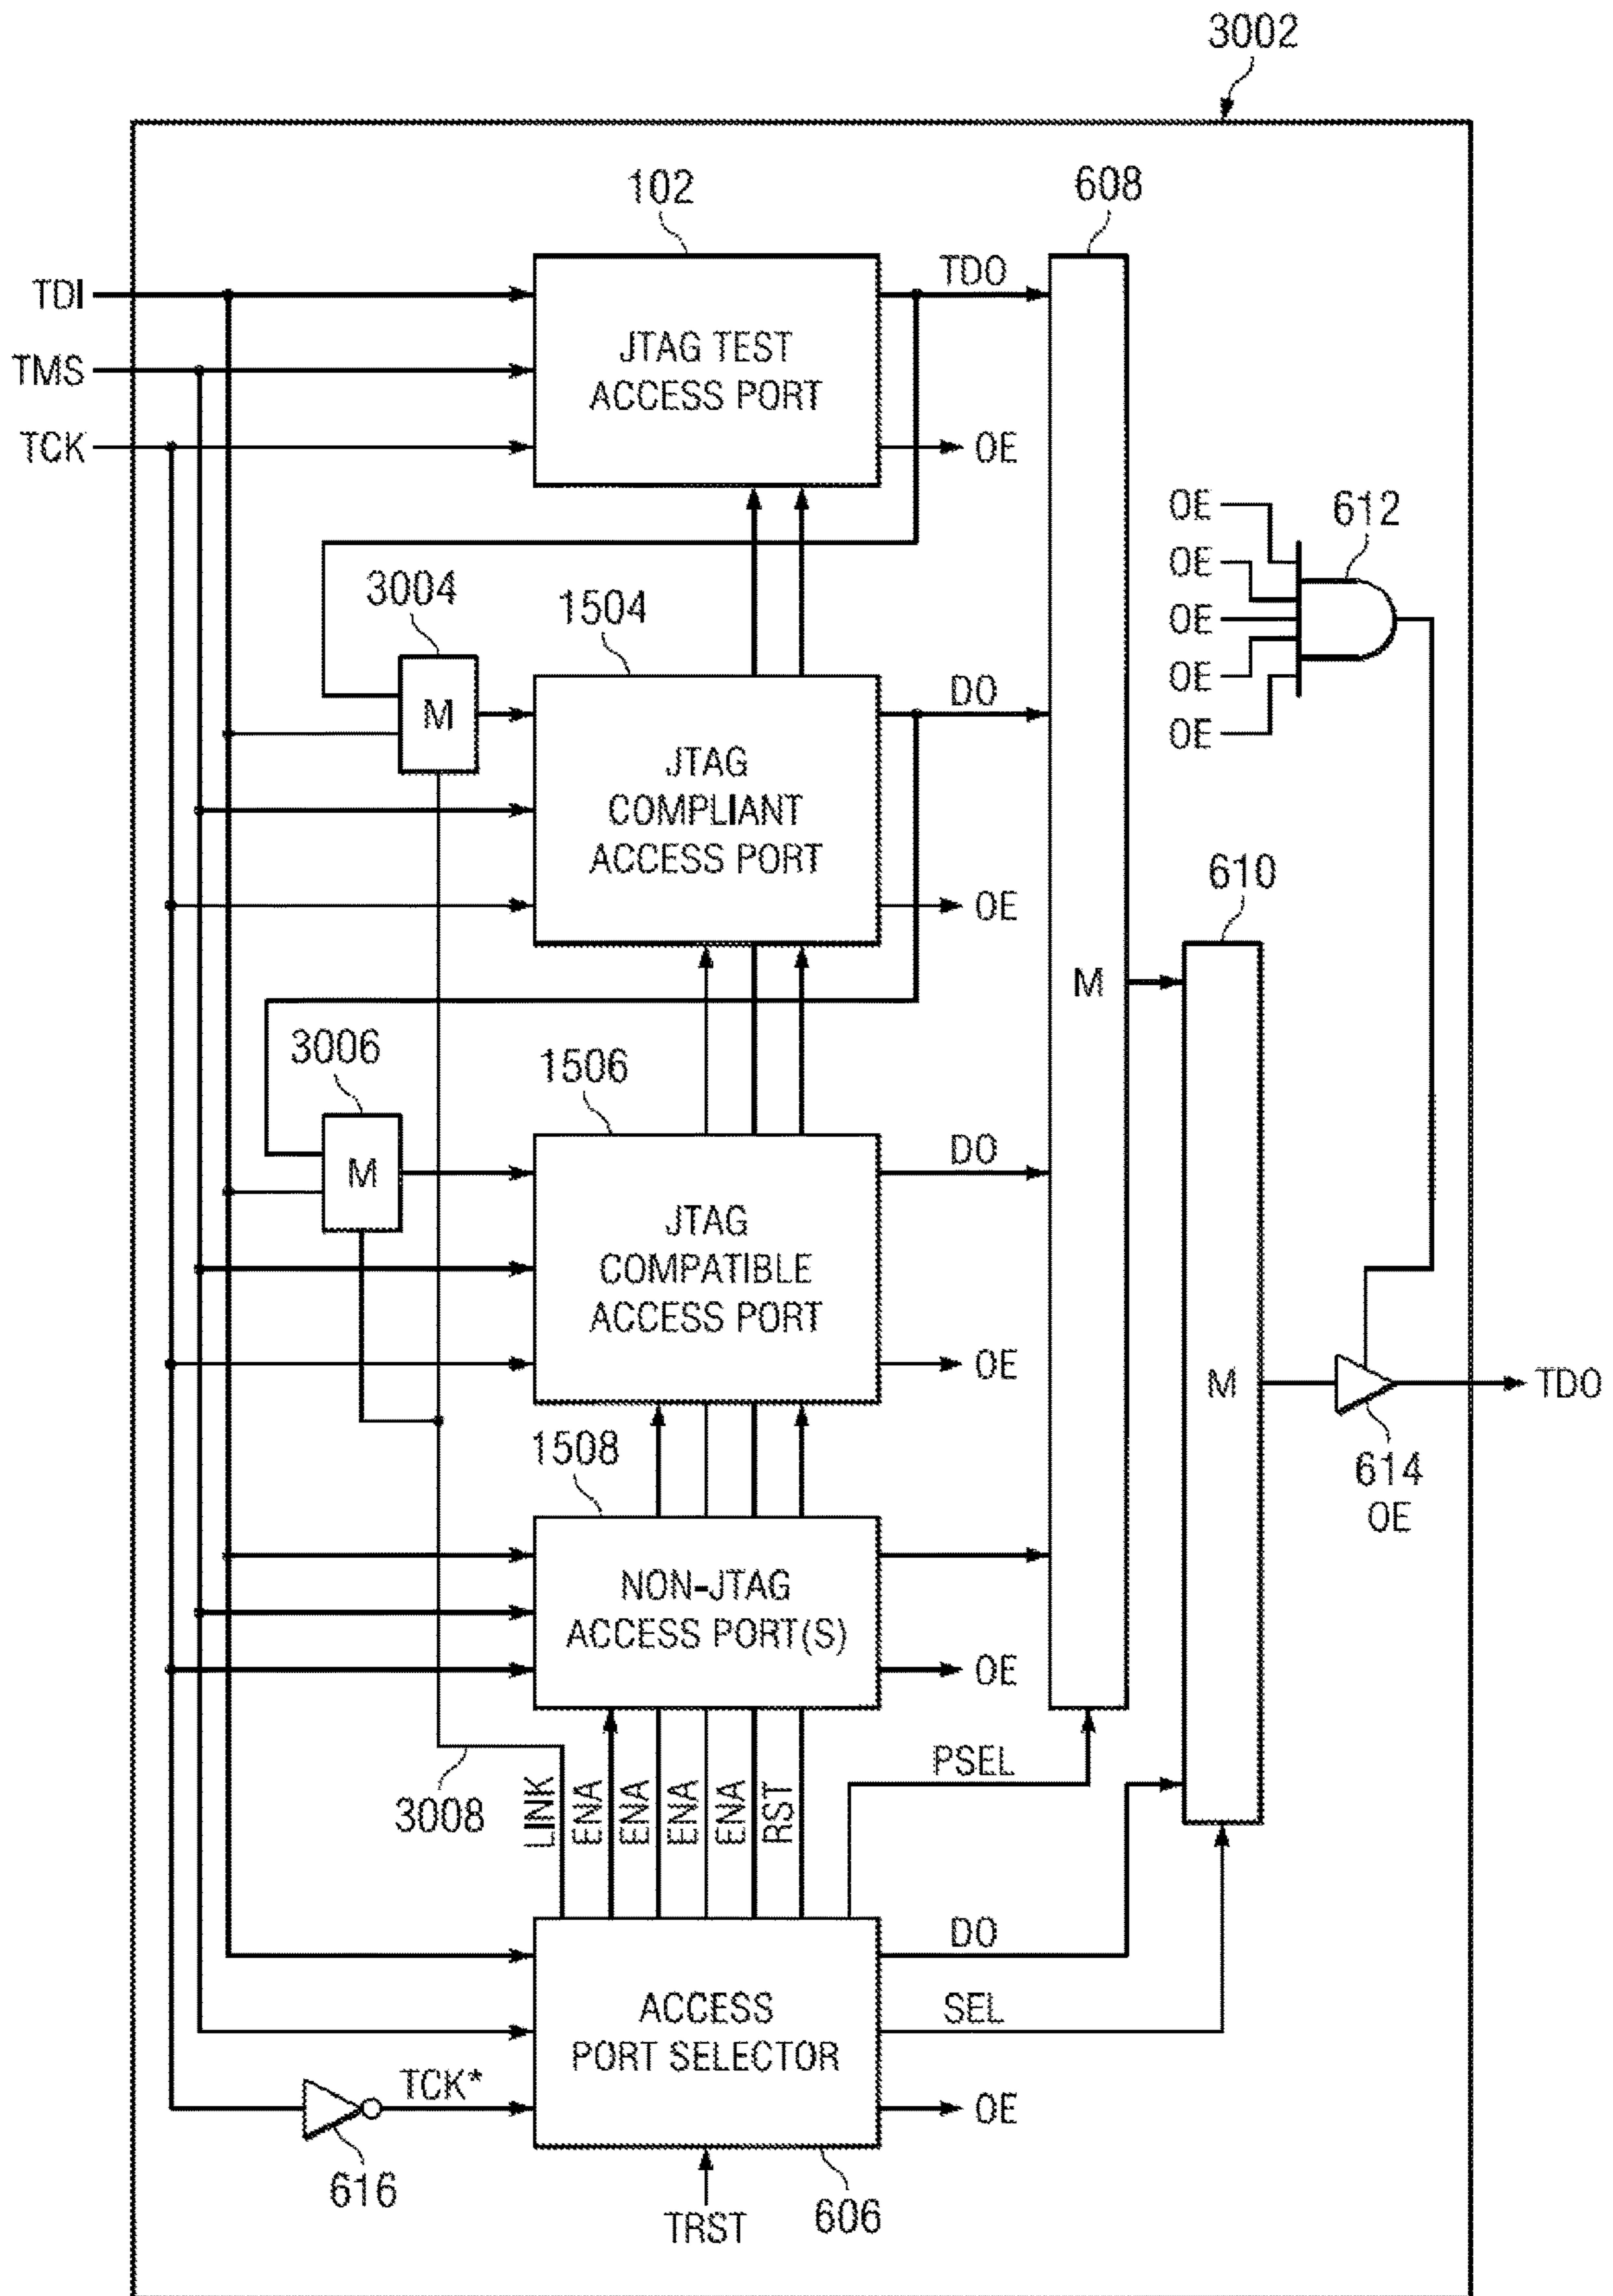 3002
102
608
TDI
TDO
TMS
JTAG TEST
ACCESS PORT
TCK
OE
OE
612
OE
OE
OE
OE
3004
1504
M
DO
JTAG
COMPLIANT
ACCESS PORT
OE
610
M
3006
1506
M
DO
JTAG
COMPATIBLE
ACCESS PORT
OE
M
TDO
614
OE
1508
NON-JTAG
ACCESS PORT(S)
OE
PSEL
3008
LINK
ENA
ENA
ENA
ENA
RST
DO
ACCESS
PORT SELECTOR
SEL
TCK*
OE
616
TRST
606